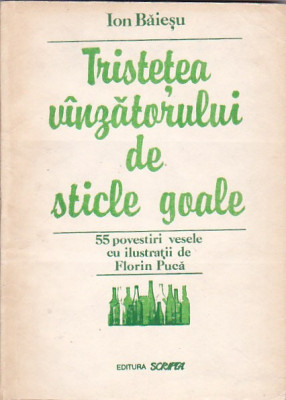 Ion Băieşu
Tristeţea
vînzătorului
de
sticle goale
55 povestiri vesele
cu ilustraţii de
Florin Pucă
EDITURA SCRIPTA